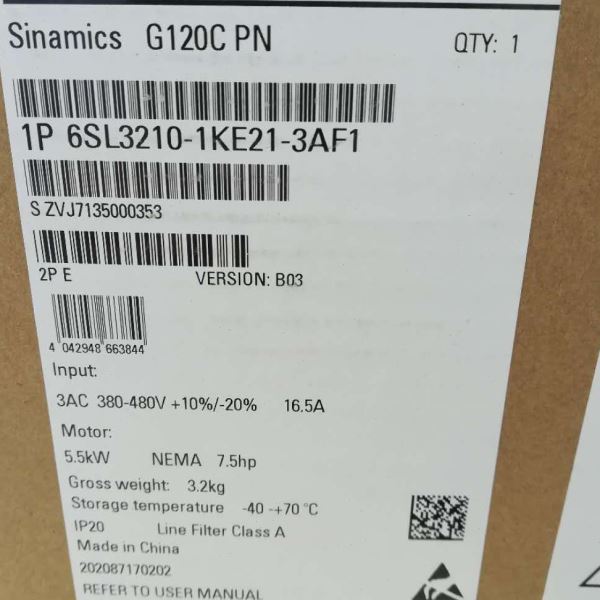 Sinamics G120C PN QTY: 1
1P 6SL3210-1KE21-3AF1
S ZVJ7135000353
2P E VERSION: B03
4 042948 663844
Input:
3AC 380-480V +10%/-20% 16.5A
Motor:
5.5kW NEMA 7.5hp
Gross weight: 3.2kg
Storage temperature -40 -+70 °C
IP20 Line Filter Class A
Made in China
202087170202
REFER TO USER MANUAL